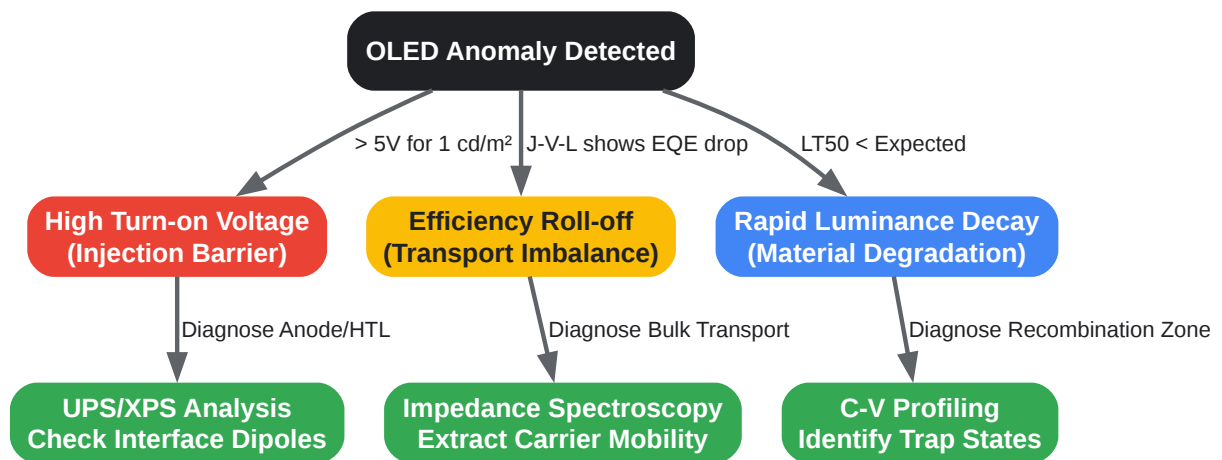 OLED Anomaly Detected
> 5V for 1 cd/m²
J-V-L shows EQE drop
LT50 < Expected
High Turn-on Voltage
(Injection Barrier)
Efficiency Roll-off
(Transport Imbalance)
Rapid Luminance Decay
(Material Degradation)
Diagnose Anode/HTL
Diagnose Bulk Transport
Diagnose Recombination Zone
UPS/XPS Analysis
Check Interface Dipoles
Impedance Spectroscopy
Extract Carrier Mobility
C-V Profiling
Identify Trap States